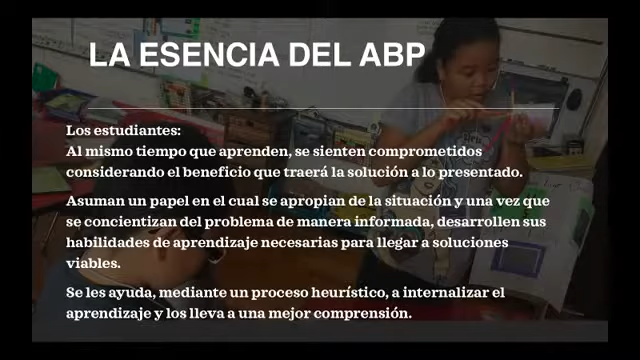 LA ESENCIA DEL ABP
Los estudiantes:
Al mismo tiempo que aprenden, se sienten comprometidos
considerando el beneficio que traerá la solución a lo presentado.
Asuman un papel en el cual se apropian de la situación y una vez que
se concientizan del problema de manera informada, desarrollen sus
habilidades de aprendizaje necesarias para llegar a soluciones
viables.
Se les ayuda, mediante un proceso heurístico, a internalizar el
aprendizaje y los lleva a una mejor comprensión.